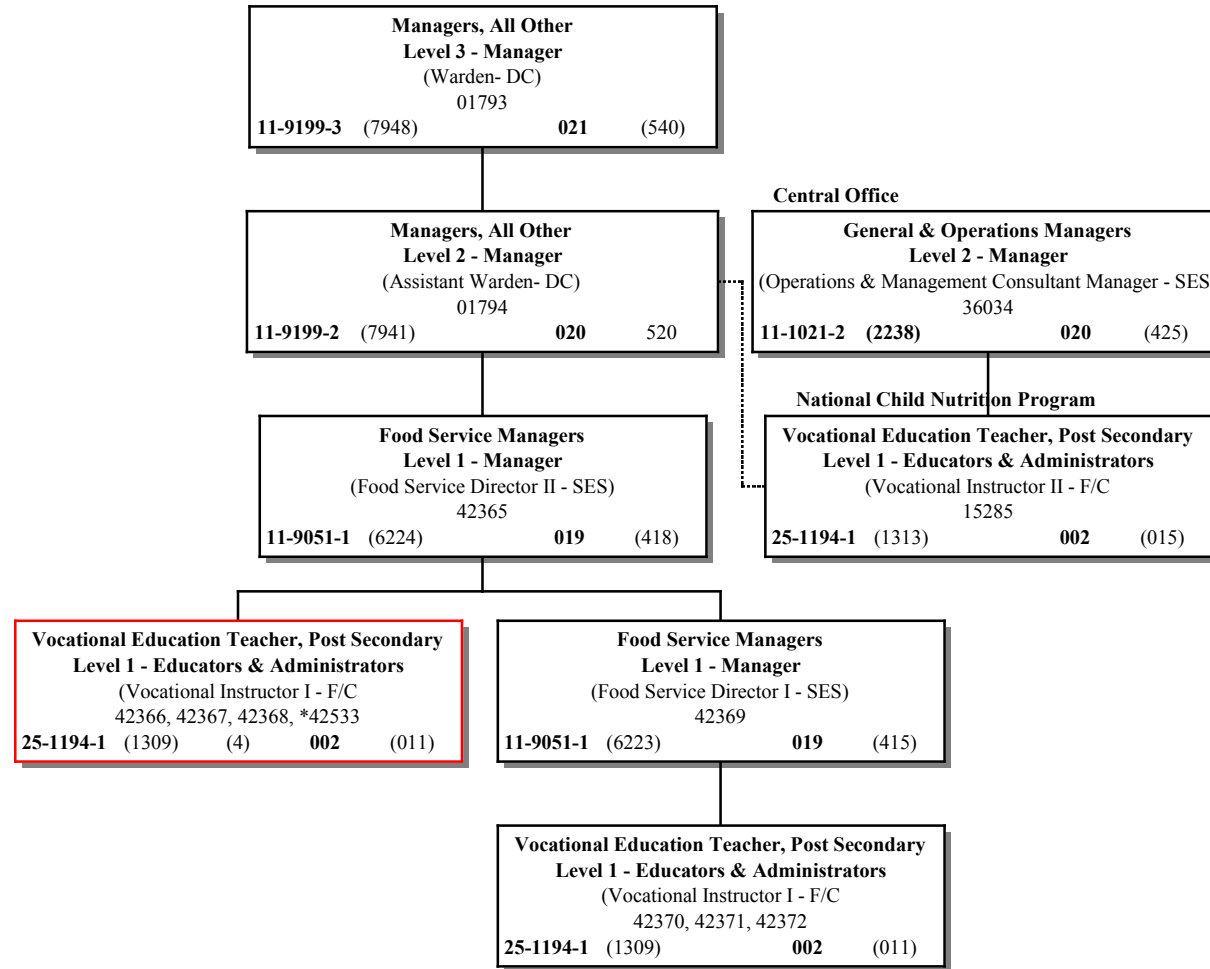 Managers, All Other
Level 3 - Manager
(Warden- DC)
01793
11-9199-3 (7948) 021 (540)
Managers, All Other
Level 2 - Manager
(Assistant Warden- DC)
01794
11-9199-2 (7941) 020 520
Central Office
General & Operations Managers
Level 2 - Manager
(Operations & Management Consultant Manager - SES
36034
11-1021-2 (2238) 020 (425)
Food Service Managers
Level 1 - Manager
(Food Service Director II - SES)
42365
11-9051-1 (6224) 019 (418)
National Child Nutrition Program
Vocational Education Teacher, Post Secondary
Level 1 - Educators & Administrators
(Vocational Instructor II - F/C
15285
25-1194-1 (1313) 002 (015)
Vocational Education Teacher, Post Secondary
Level 1 - Educators & Administrators
(Vocational Instructor I - F/C
42366, 42367, 42368, *42533
25-1194-1 (1309) (4) 002 (011)
Food Service Managers
Level 1 - Manager
(Food Service Director I - SES)
42369
11-9051-1 (6223) 019 (415)
Vocational Education Teacher, Post Secondary
Level 1 - Educators & Administrators
(Vocational Instructor I - F/C
42370, 42371, 42372
25-1194-1 (1309) 002 (011)